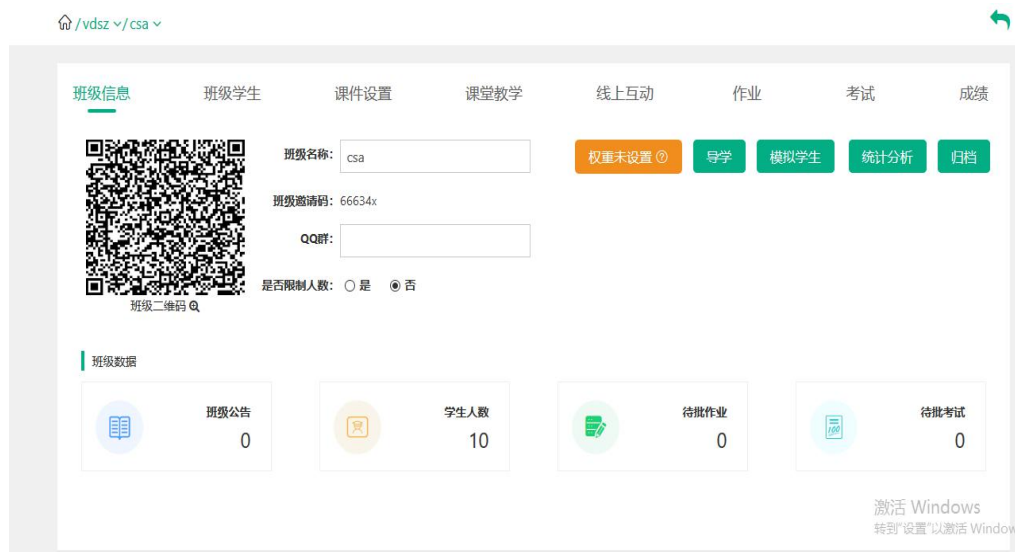 / vdsz / csa
班级信息 班级学生 课件设置 课堂教学 线上互动 作业 考试 成绩
班级名称： csa 权重未设置 导学 模拟学生 统计分析 归档
班级邀请码： 66634x
QQ群：
是否限制人数： 是 否
班级二维码
班级数据
班级公告 学生人数 待批作业 待批考试
0 10 0 0
100
激活 Windows
转到"设置"以激活 Window